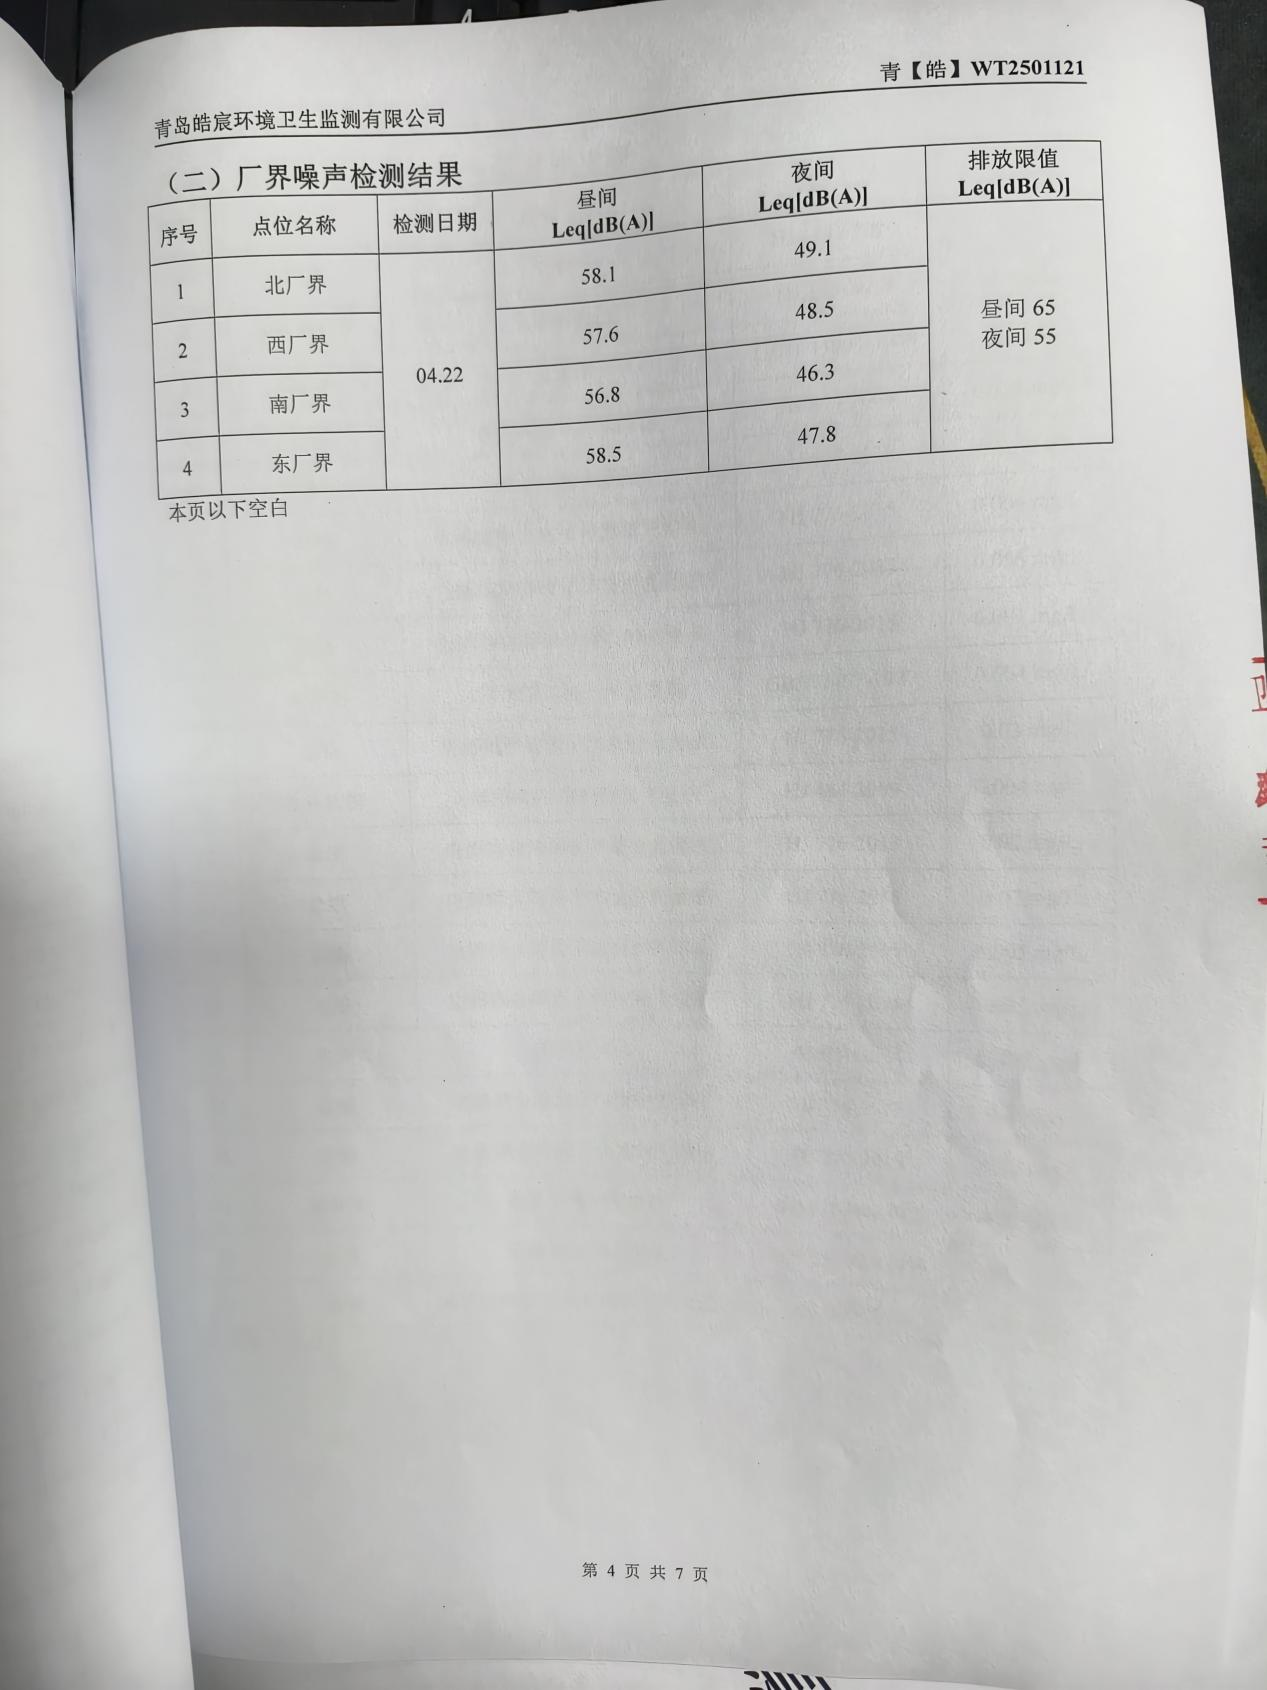 青【皓】WT2501121
青岛皓宸环境卫生监测有限公司
（二）厂界噪声检测结果
序号 点位名称 检测日期 昼间 Leq[dB(A)] 夜间 Leq[dB(A)] 排放限值 Leq[dB(A)]
1 北厂界 04.22 58.1 49.1 昼间 65 夜间 55
2 西厂界 57.6 48.5
3 南厂界 56.8 46.3
4 东厂界 58.5 47.8
本页以下空白
第 4 页 共 7 页